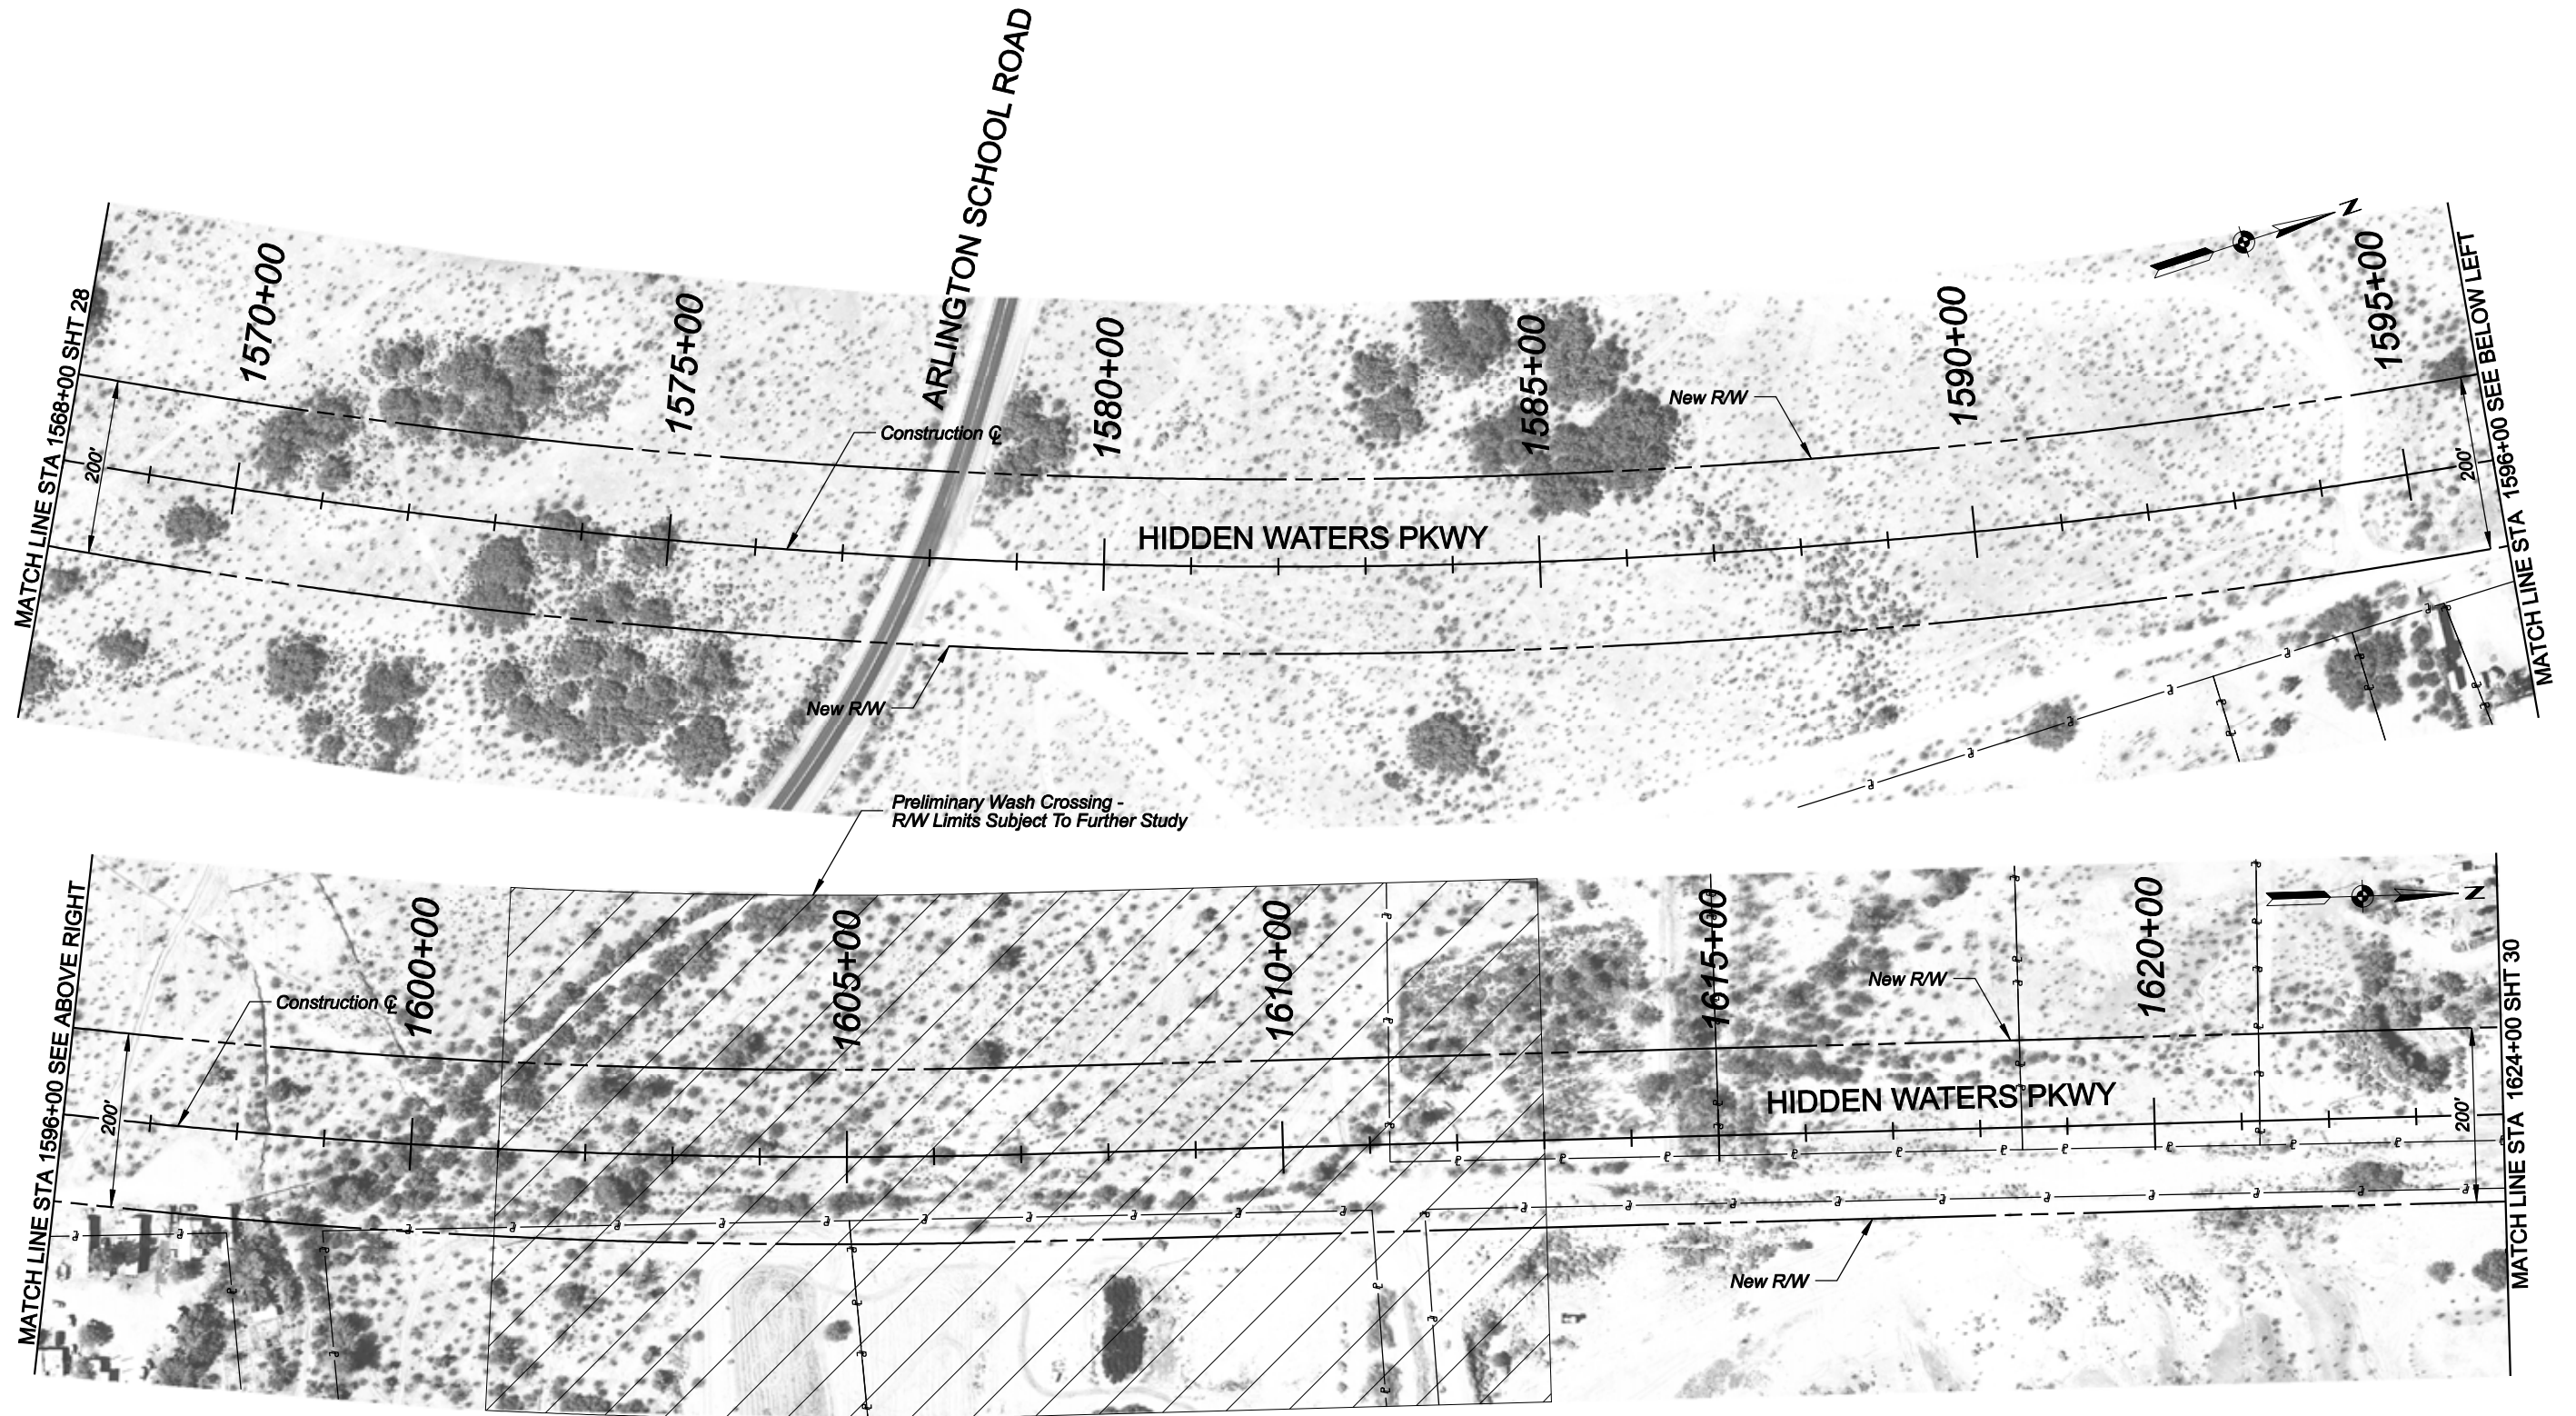 ARLINGTON SCHOOL ROAD
MATCH LINE STA 1568+00 SHT 28
200'
1570+00
1575+00
Construction ℄
1580+00
HIDDEN WATERS PKWY
1585+00
New R/W
1590+00
N
1595+00
200'
MATCH LINE STA 1596+00 SEE BELOW LEFT
New R/W
Preliminary Wash Crossing -
R/W Limits Subject To Further Study
MATCH LINE STA 1596+00 SEE ABOVE RIGHT
200'
Construction ℄
1600+00
1605+00
1610+00
1615+00
New R/W
1620+00
N
HIDDEN WATERS PKWY
200'
New R/W
MATCH LINE STA 1624+00 SHT 30